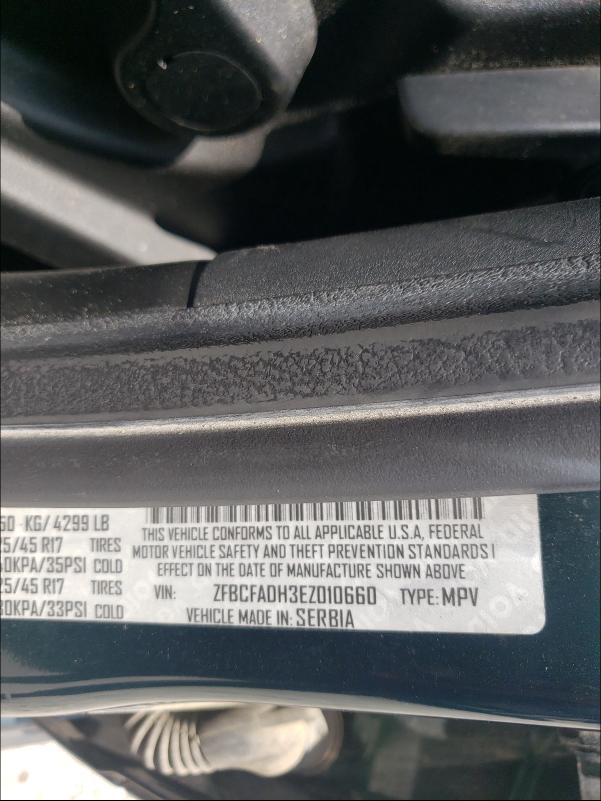 KG/ 4299 LB
25/45 R17 TIRES
0KPA/35PSI COLD
25/45 R17 TIRES
30KPA/33PSI COLD
THIS VEHICLE CONFORMS TO ALL APPLICABLE U.S.A, FEDERAL
MOTOR VEHICLE SAFETY AND THEFT PREVENTION STANDARDS I
EFFECT ON THE DATE OF MANUFACTURE SHOWN ABOVE
VIN: ZFBCFADH3EZ010660 TYPE: MPV
VEHICLE MADE IN: SERBIA